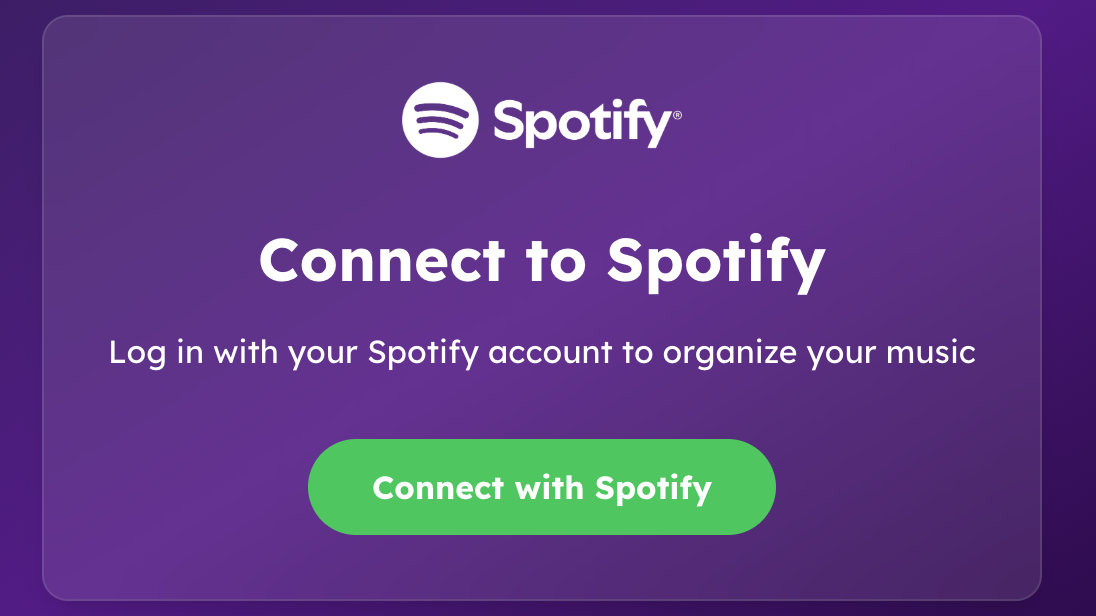 Spotify®
Connect to Spotify
Log in with your Spotify account to organize your music
Connect with Spotify